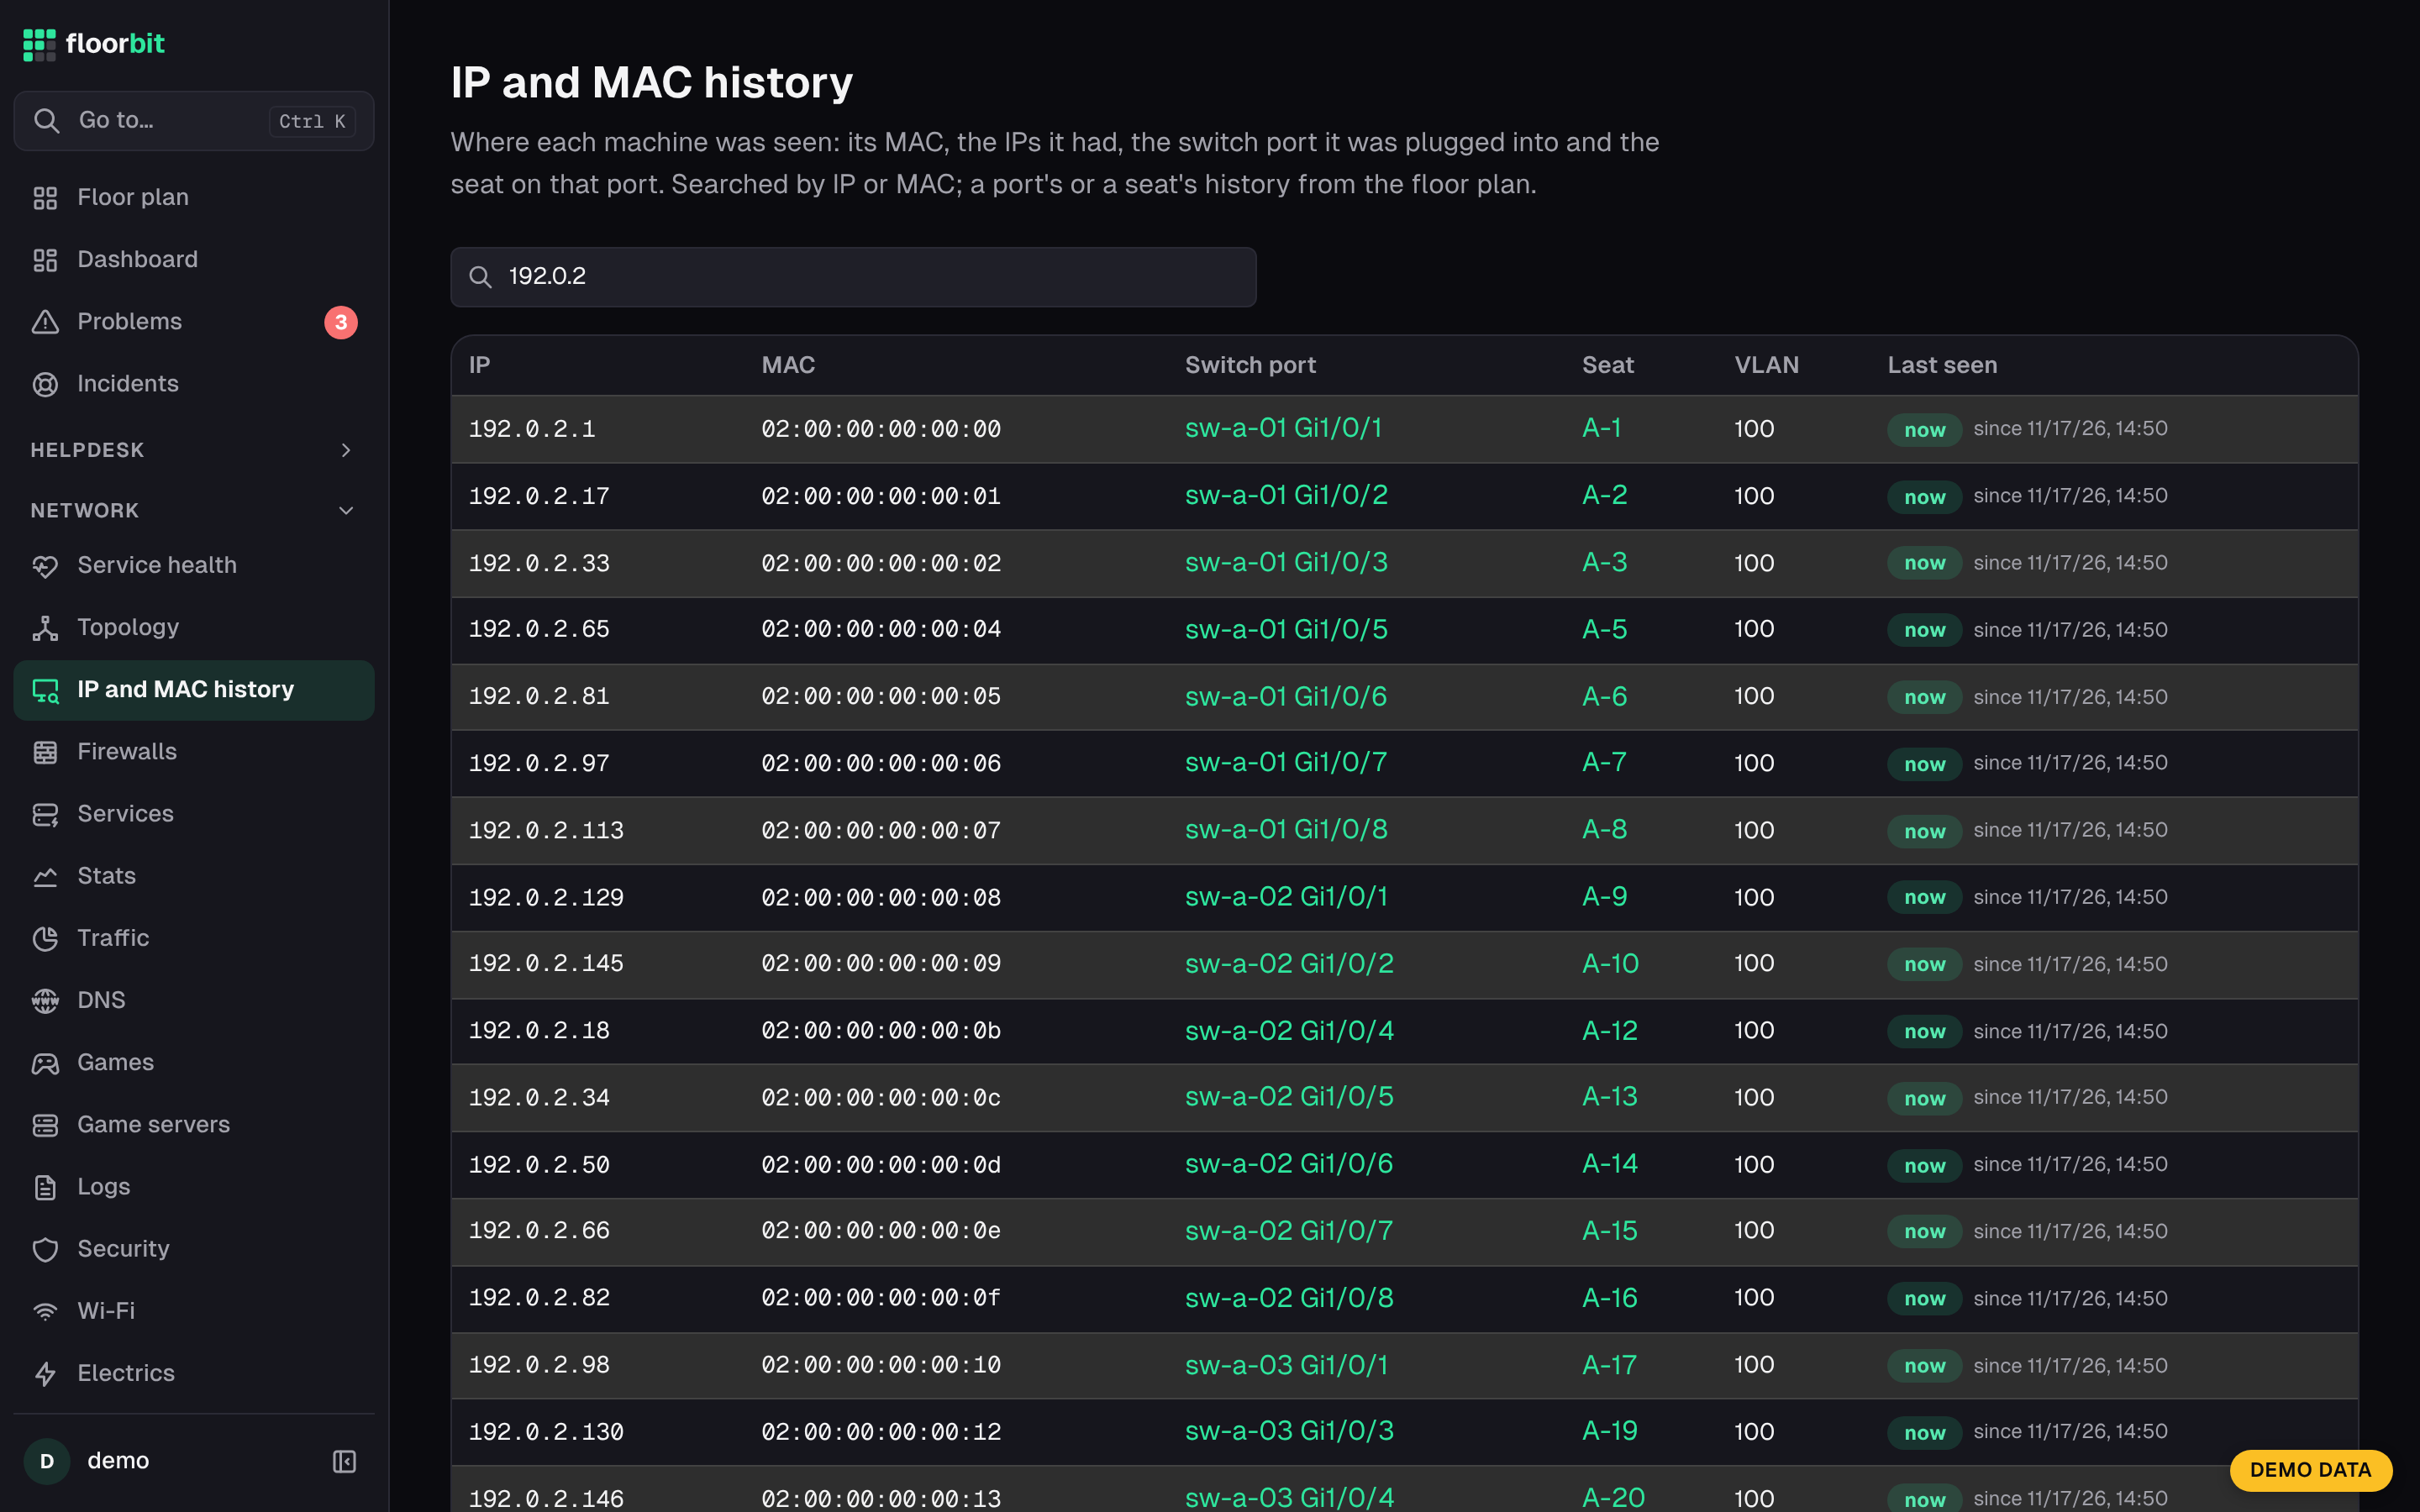 floorbit
Go to...
Ctrl K
Floor plan
Dashboard
Problems
3
Incidents
HELPDESK
NETWORK
Service health
Topology
IP and MAC history
Firewalls
Services
Stats
Traffic
DNS
Games
Game servers
Logs
Security
Wi-Fi
Electrics
D demo
IP and MAC history
Where each machine was seen: its MAC, the IPs it had, the switch port it was plugged into and the
seat on that port. Searched by IP or MAC; a port's or a seat's history from the floor plan.
192.0.2
IP MAC Switch port Seat VLAN Last seen
192.0.2.1 02:00:00:00:00:00 sw-a-01 Gi1/0/1 A-1 100 now since 11/17/26, 14:50
192.0.2.17 02:00:00:00:00:01 sw-a-01 Gi1/0/2 A-2 100 now since 11/17/26, 14:50
192.0.2.33 02:00:00:00:00:02 sw-a-01 Gi1/0/3 A-3 100 now since 11/17/26, 14:50
192.0.2.65 02:00:00:00:00:04 sw-a-01 Gi1/0/5 A-5 100 now since 11/17/26, 14:50
192.0.2.81 02:00:00:00:00:05 sw-a-01 Gi1/0/6 A-6 100 now since 11/17/26, 14:50
192.0.2.97 02:00:00:00:00:06 sw-a-01 Gi1/0/7 A-7 100 now since 11/17/26, 14:50
192.0.2.113 02:00:00:00:00:07 sw-a-01 Gi1/0/8 A-8 100 now since 11/17/26, 14:50
192.0.2.129 02:00:00:00:00:08 sw-a-02 Gi1/0/1 A-9 100 now since 11/17/26, 14:50
192.0.2.145 02:00:00:00:00:09 sw-a-02 Gi1/0/2 A-10 100 now since 11/17/26, 14:50
192.0.2.18 02:00:00:00:00:0b sw-a-02 Gi1/0/4 A-12 100 now since 11/17/26, 14:50
192.0.2.34 02:00:00:00:00:0c sw-a-02 Gi1/0/5 A-13 100 now since 11/17/26, 14:50
192.0.2.50 02:00:00:00:00:0d sw-a-02 Gi1/0/6 A-14 100 now since 11/17/26, 14:50
192.0.2.66 02:00:00:00:00:0e sw-a-02 Gi1/0/7 A-15 100 now since 11/17/26, 14:50
192.0.2.82 02:00:00:00:00:0f sw-a-02 Gi1/0/8 A-16 100 now since 11/17/26, 14:50
192.0.2.98 02:00:00:00:00:10 sw-a-03 Gi1/0/1 A-17 100 now since 11/17/26, 14:50
192.0.2.130 02:00:00:00:00:12 sw-a-03 Gi1/0/3 A-19 100 now since 11/17/26, 14:50
192.0.2.146 02:00:00:00:00:13 sw-a-03 Gi1/0/4 A-20 100 now since 11/17/26, 14:50
DEMO DATA